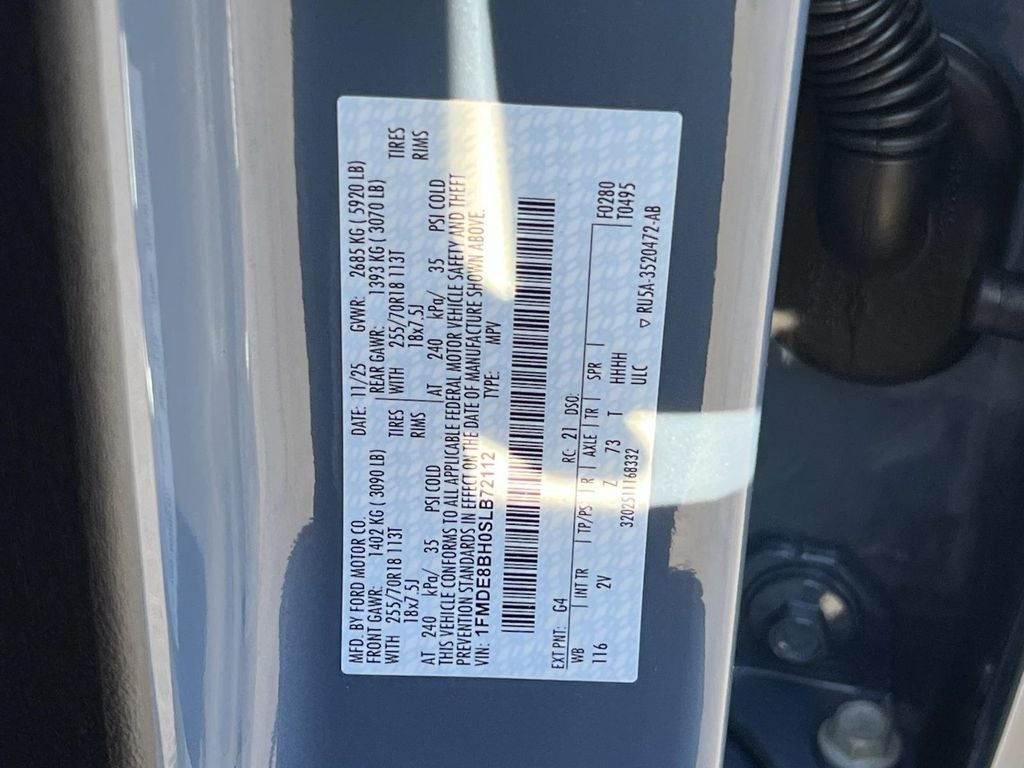 MFD. BY FORD MOTOR CO. DATE: 11/25 GVWR: 2685 KG ( 5920 LB)
FRONT GAWR: 1402 KG ( 3090 LB) REAR GAWR: 1393 KG ( 3070 LB)
WITH 255/70R18 113T TIRES WITH 255/70R18 113T TIRES
18x7.5J RIMS 18x7.5J RIMS
AT 240 kPa/ 35 PSI COLD AT 240 kPa/ 35 PSI COLD
THIS VEHICLE CONFORMS TO ALL APPLICABLE FEDERAL MOTOR VEHICLE SAFETY AND THEFT
PREVENTION STANDARDS IN EFFECT ON THE DATE OF MANUFACTURE SHOWN ABOVE.
VIN: 1FMDE8BH0SLB72112 TYPE: MPV
EXT PNT: G4 RC: 21 DSO: F0280
WB INT TR TP/PS R AXLE TR SPR T0495
116 2V Z 73 T HHHH
3202511168332 ULC ▽ RU5A-3520472-AB